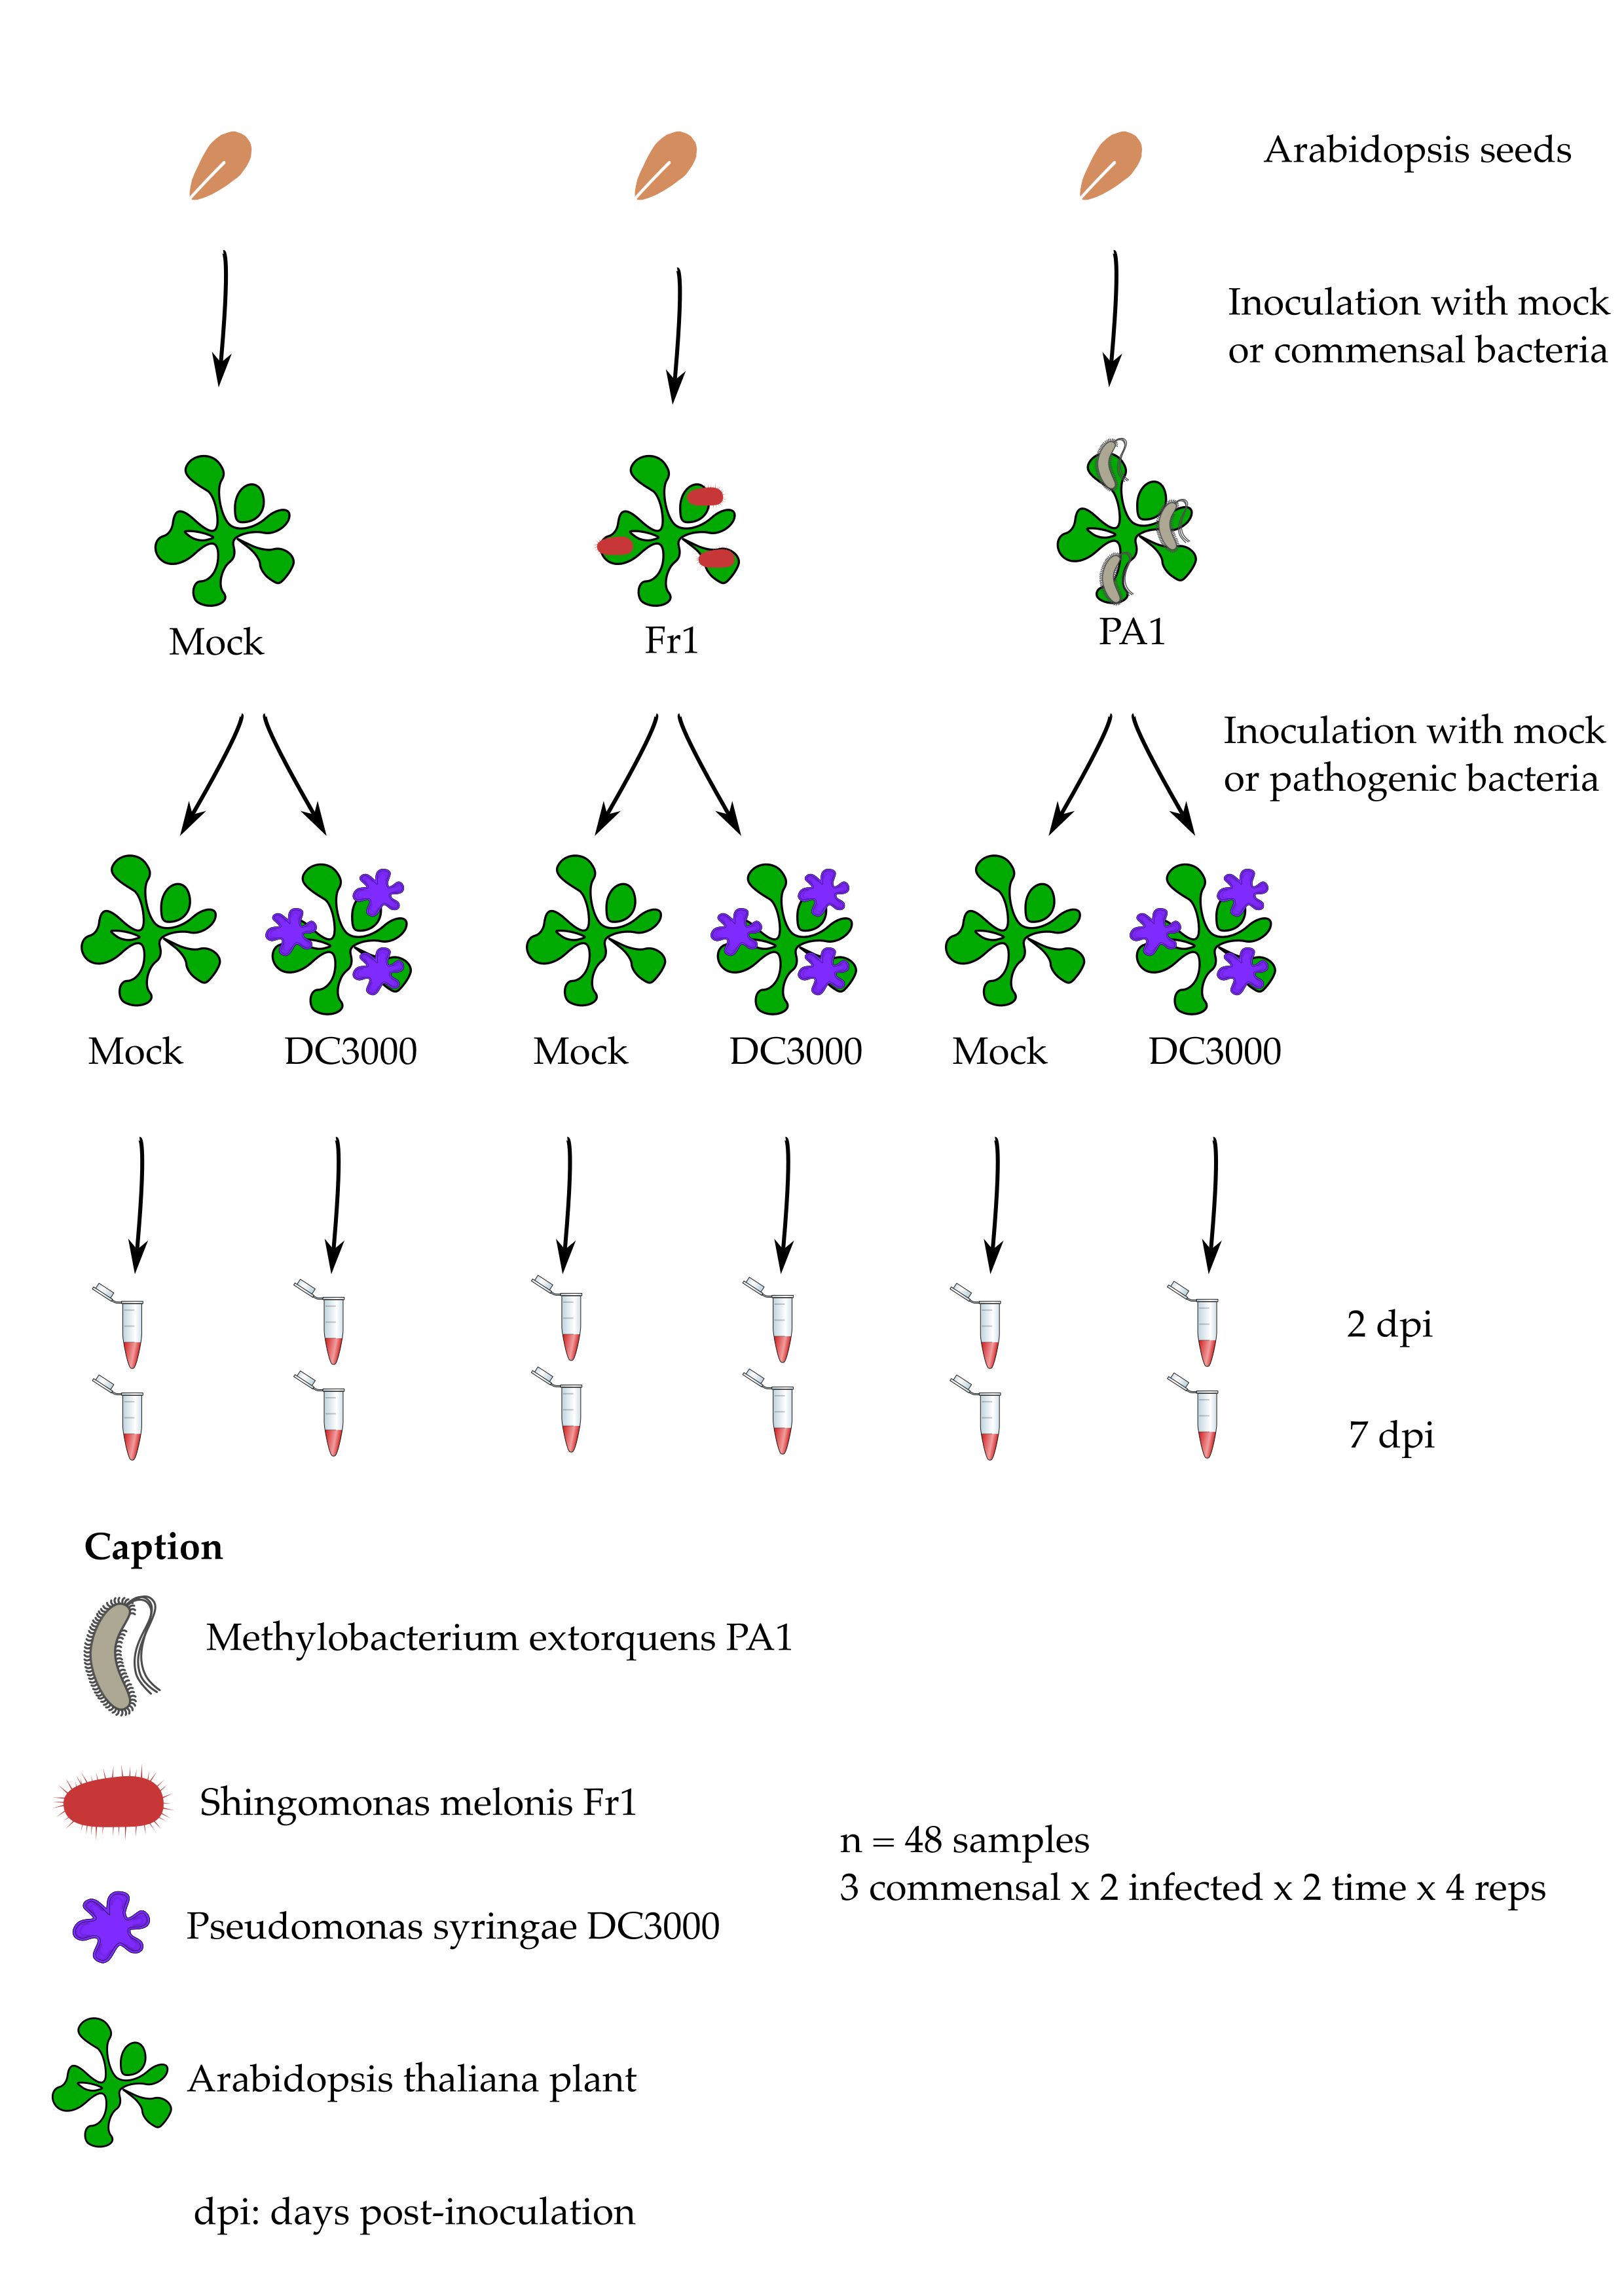 Arabidopsis seeds
Inoculation with mock
or commensal bacteria
Mock
Fr1
PA1
Inoculation with mock
or pathogenic bacteria
Mock
DC3000
Mock
DC3000
Mock
DC3000
2 dpi
7 dpi
Caption
Methylobacterium extorquens PA1
Shingomonas melonis Fr1
n = 48 samples
3 commensal x 2 infected x 2 time x 4 reps
Pseudomonas syringae DC3000
Arabidopsis thaliana plant
dpi: days post-inoculation